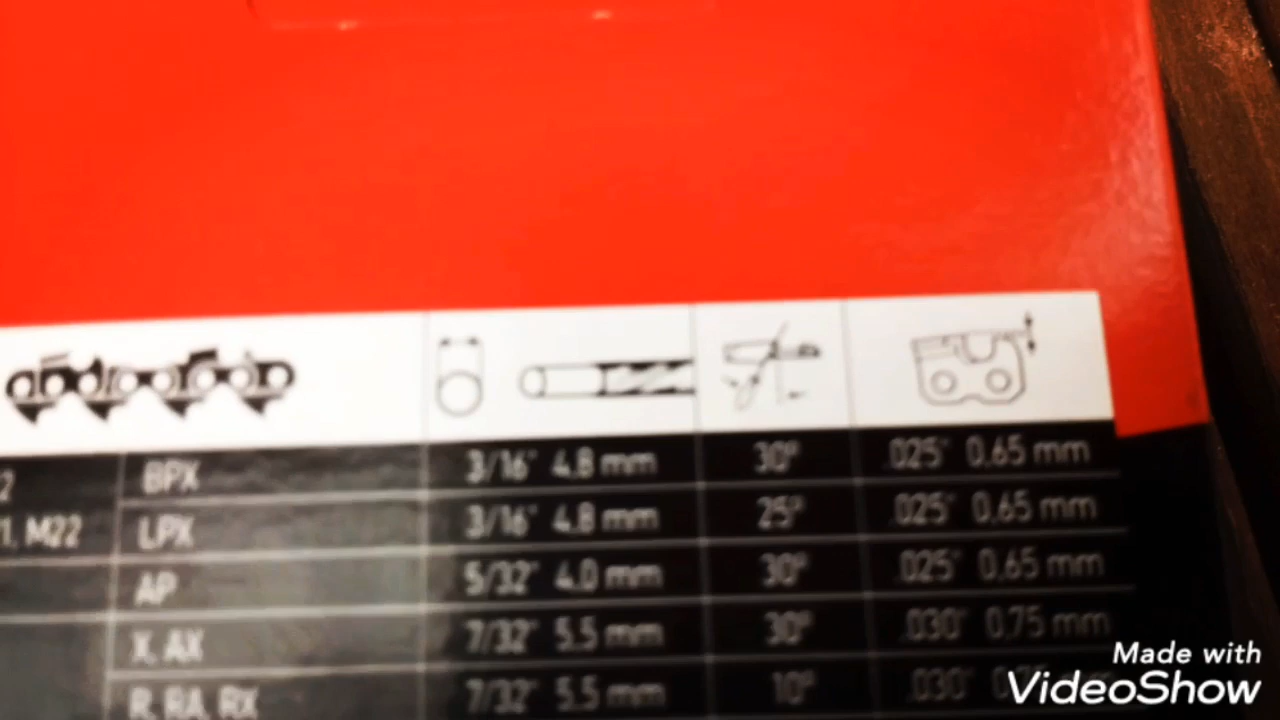 2 BPX 3/16" 4.8 mm 30° .025" 0.65 mm
1, M22 LPX 3/16" 4.8 mm 25° .025" 0.65 mm
AP 5/32" 4.0 mm 30° .025" 0.65 mm
X, AX 7/32" 5.5 mm 30° .030" 0.75 mm
R, RA, RX 7/32" 5.5 mm 10° .030"
Made with
VideoShow